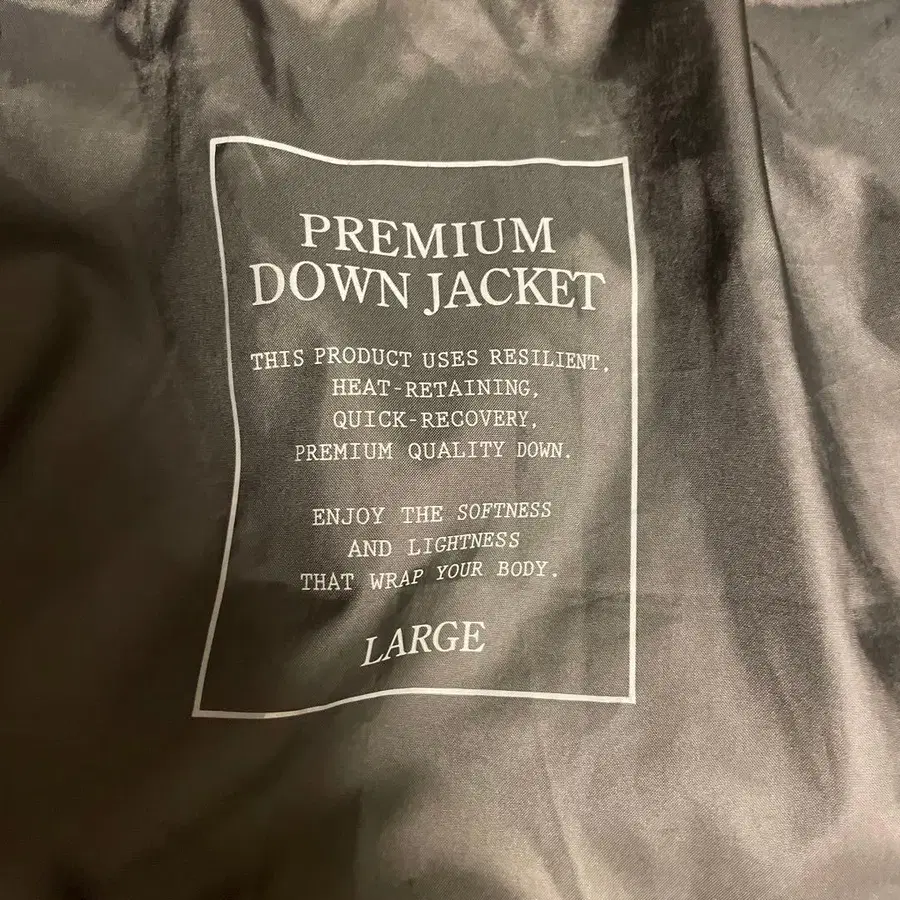 PREMIUM
DOWN JACKET
THIS PRODUCT USES RESILIENT,
HEAT-RETAINING,
QUICK-RECOVERY,
PREMIUM QUALITY DOWN.
ENJOY THE SOFTNESS
AND LIGHTNESS
THAT WRAP YOUR BODY.
LARGE